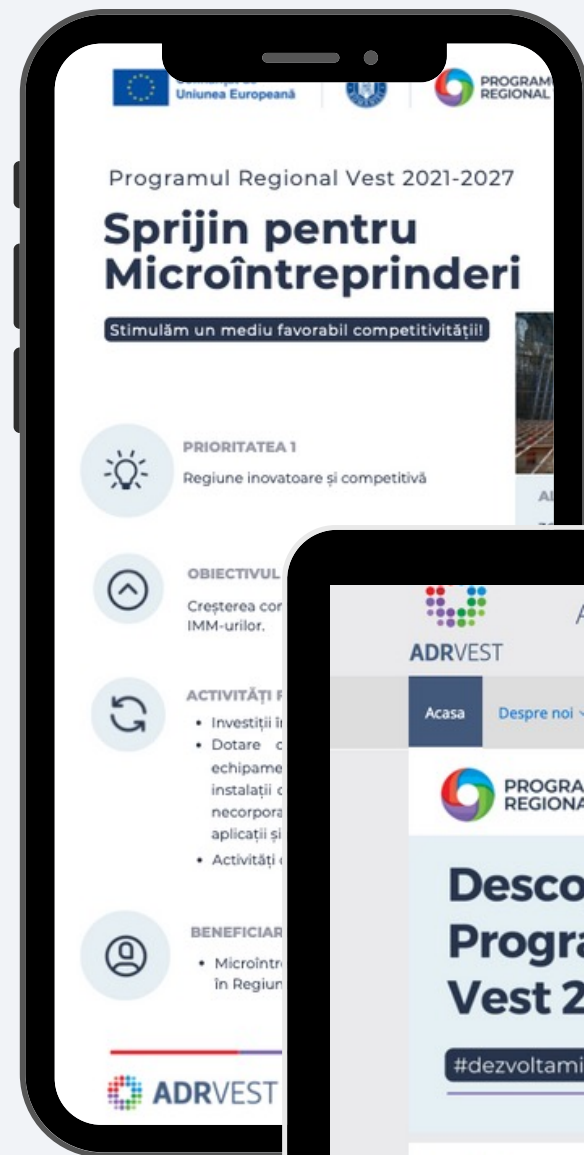 Uniunea Europeană
PROGRAM
REGIONAL
Programul Regional Vest 2021-2027
Sprijin pentru
Microîntreprinderi
Stimulăm un mediu favorabil competitivității!
PRIORITATEA 1
Regiune inovatoare și competitivă
OBIECTIVUL
Creșterea
IMM-urilor.
ACTIVITĂȚI
• Investiții
• Dotare
echipame
instalații
necorpora
aplicații și
• Activități
BENEFICIAR
• Microîntr
în Regiun
ADRVEST
ADRVEST
Acasa
Despre noi
PROGRA
REGIONA
Desco
Progra
Vest 2
#dezvoltami